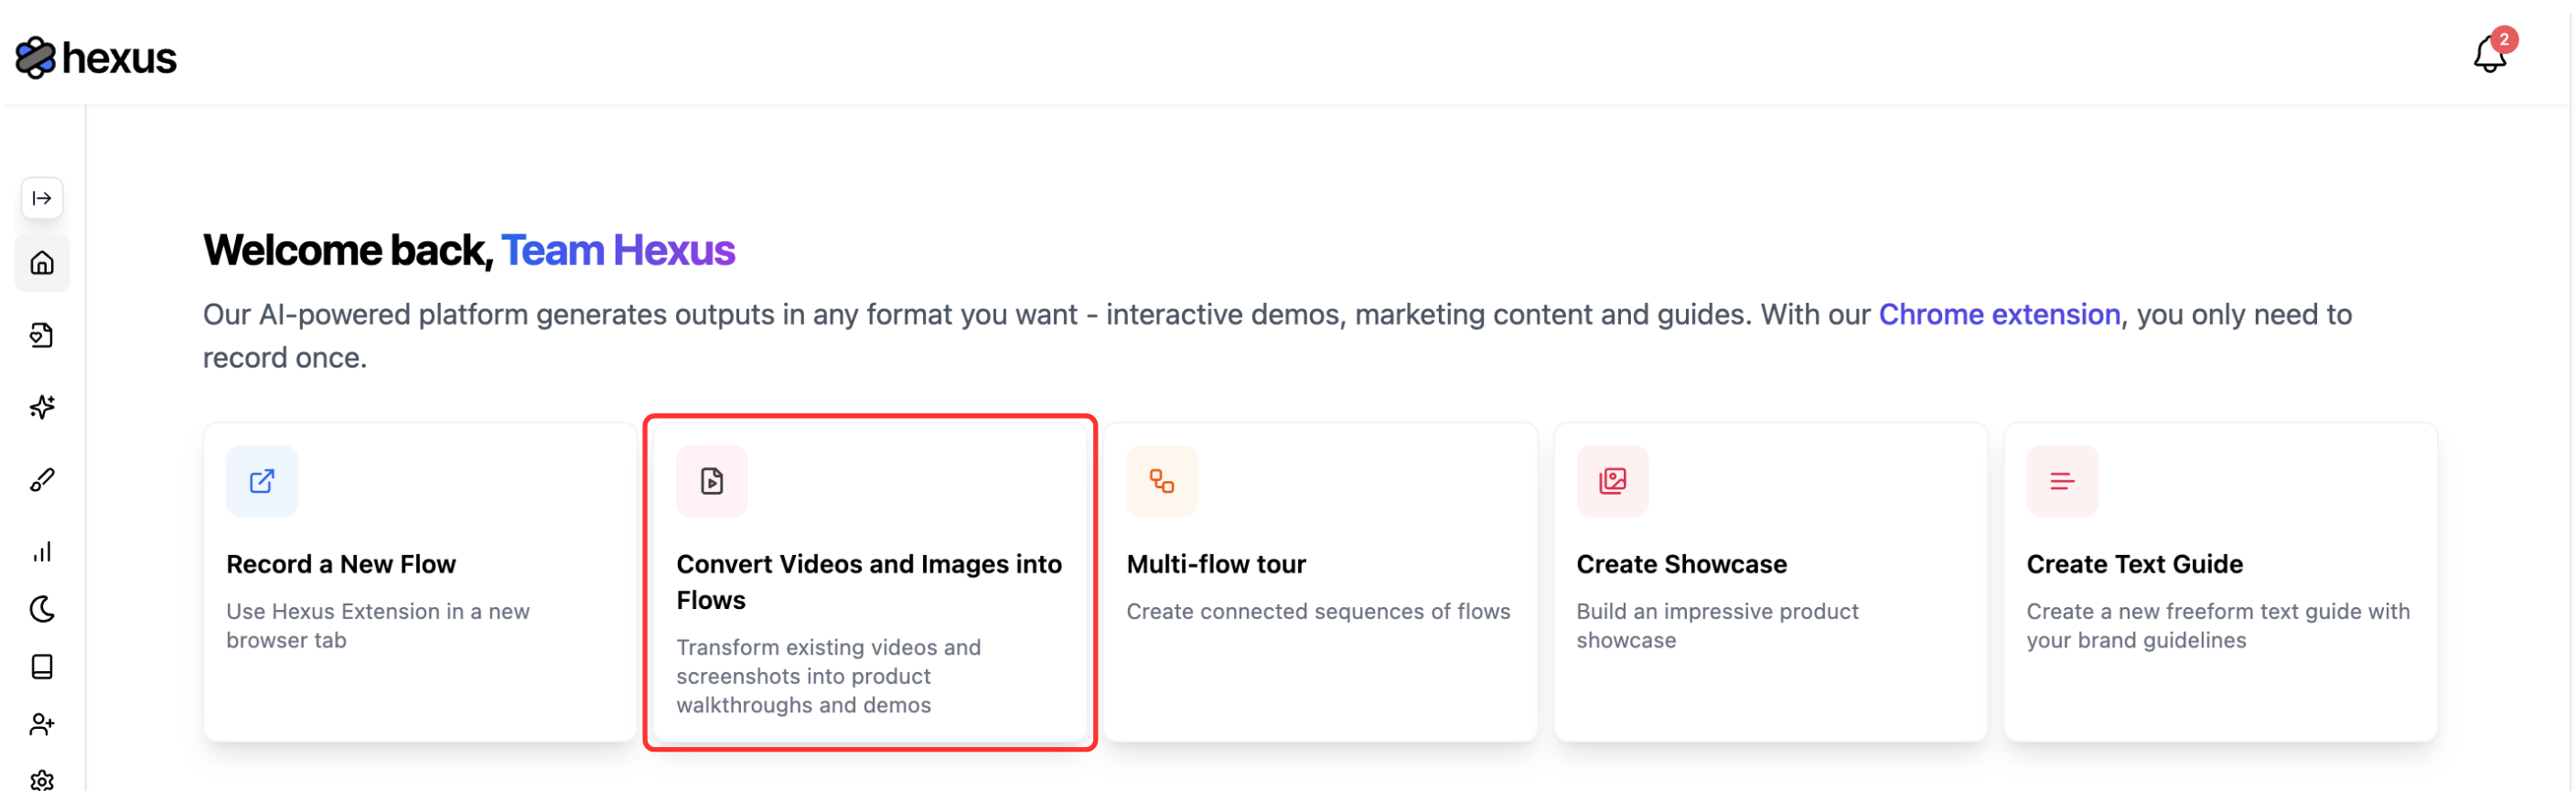 hexus
2
Welcome back, Team Hexus
Our AI-powered platform generates outputs in any format you want - interactive demos, marketing content and guides. With our Chrome extension, you only need to
record once.
Record a New Flow
Use Hexus Extension in a new
browser tab
Convert Videos and Images into
Flows
Transform existing videos and
screenshots into product
walkthroughs and demos
Multi-flow tour
Create connected sequences of flows
Create Showcase
Build an impressive product
showcase
Create Text Guide
Create a new freeform text guide with
your brand guidelines